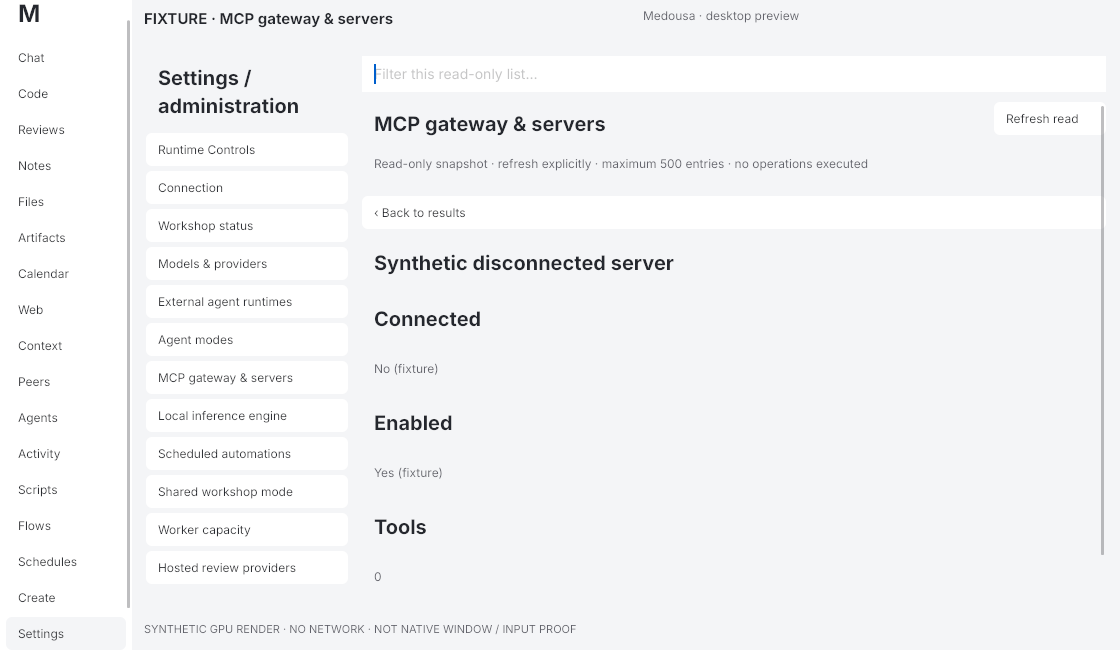 M
Chat
Code
Reviews
Notes
Files
Artifacts
Calendar
Web
Context
Peers
Agents
Activity
Scripts
Flows
Schedules
Create
Settings
FIXTURE · MCP gateway & servers
Medousa · desktop preview
Settings /
administration
Runtime Controls
Connection
Workshop status
Models & providers
External agent runtimes
Agent modes
MCP gateway & servers
Local inference engine
Scheduled automations
Shared workshop mode
Worker capacity
Hosted review providers
Filter this read-only list...
MCP gateway & servers
Refresh read
Read-only snapshot · refresh explicitly · maximum 500 entries · no operations executed
‹ Back to results
Synthetic disconnected server
Connected
No (fixture)
Enabled
Yes (fixture)
Tools
0
SYNTHETIC GPU RENDER · NO NETWORK · NOT NATIVE WINDOW / INPUT PROOF